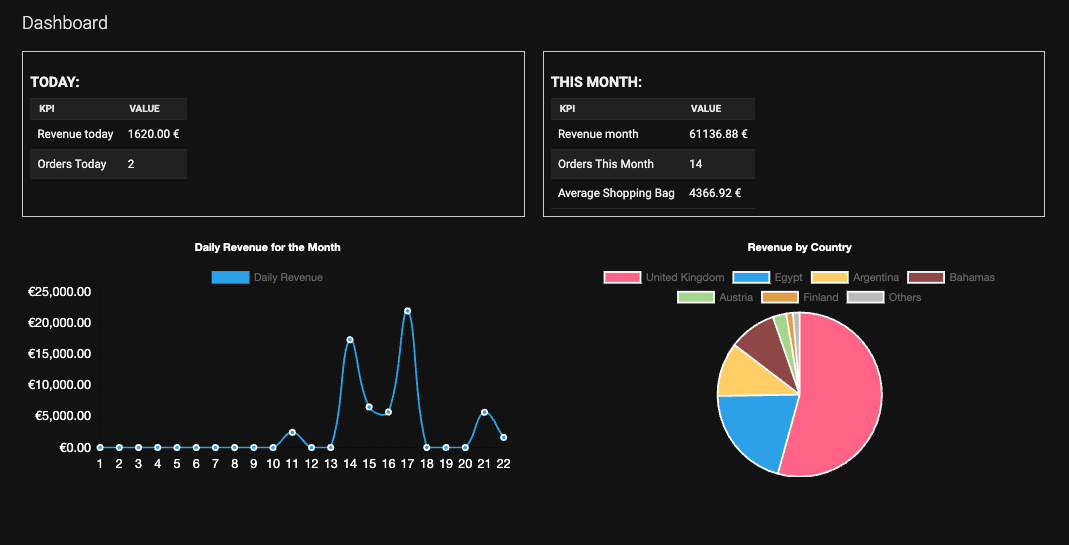 Dashboard
TODAY:
KPI VALUE
Revenue today 1620.00 €
Orders Today 2
THIS MONTH:
KPI VALUE
Revenue month 61136.88 €
Orders This Month 14
Average Shopping Bag 4366.92 €
Daily Revenue for the Month
Daily Revenue
€25,000.00
€20,000.00
€15,000.00
€10,000.00
€5,000.00
€0.00
1 2 3 4 5 6 7 8 9 10 11 12 13 14 15 16 17 18 19 20 21 22
Revenue by Country
United Kingdom Egypt Argentina Bahamas
Austria Finland Others